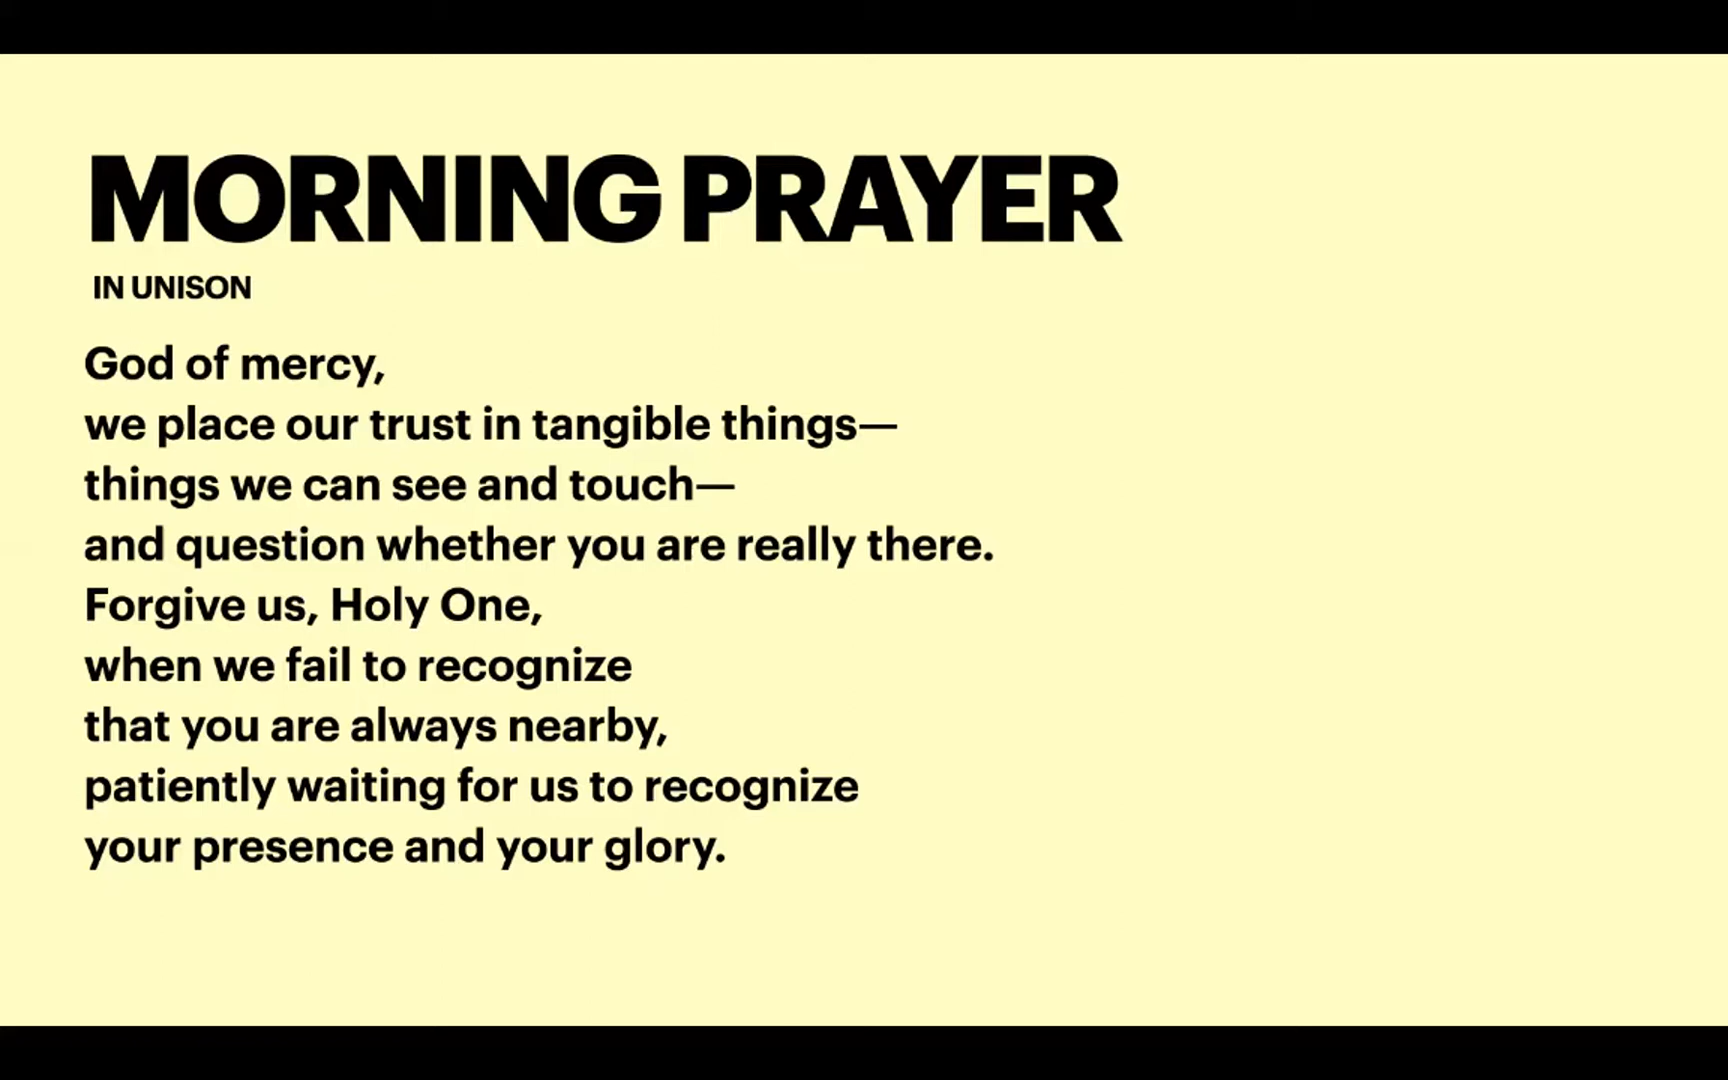 MORNING PRAYER
IN UNISON
God of mercy,
we place our trust in tangible things—
things we can see and touch—
and question whether you are really there.
Forgive us, Holy One,
when we fail to recognize
that you are always nearby,
patiently waiting for us to recognize
your presence and your glory.